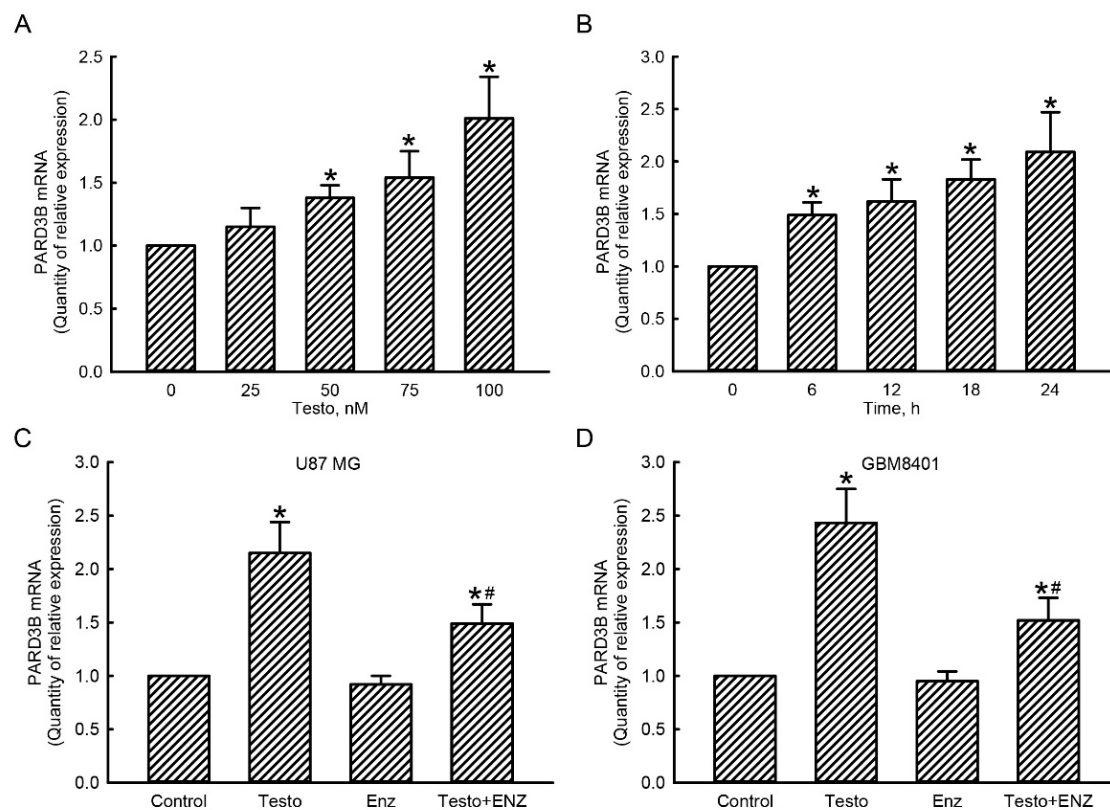 A
PARD3B mRNA
(Quantity of relative expression)
2.5
2.0
1.5
1.0
0.5
0.0
*
*
*
0 25 50 75 100
Testo, nM
B
PARD3B mRNA
(Quantity of relative expression)
3.0
2.5
2.0
1.5
1.0
0.5
0.0
*
*
*
*
0 6 12 18 24
Time, h
C
U87 MG
PARD3B mRNA
(Quantity of relative expression)
3.0
2.5
2.0
1.5
1.0
0.5
0.0
*
*#
Control Testo Enz Testo+ENZ
D
GBM8401
PARD3B mRNA
(Quantity of relative expression)
3.0
2.5
2.0
1.5
1.0
0.5
0.0
*
*#
Control Testo Enz Testo+ENZ